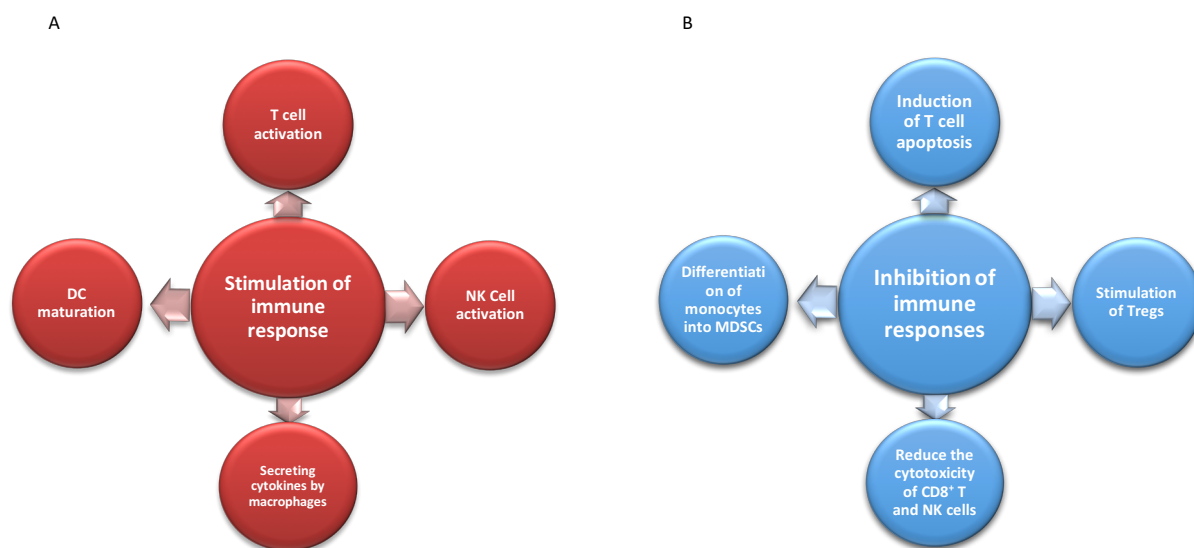 A
T cell
activation
DC
maturation
Stimulation of
immune
response
NK Cell
activation
Secreting
cytokines by
macrophages
B
Induction
of T cell
apoptosis
Differentiati
on of
monocytes
into MDSCs
Inhibition of
immune
responses
Stimulation
of Tregs
Reduce the
cytotoxicity
of CD8⁺ T
and NK cells